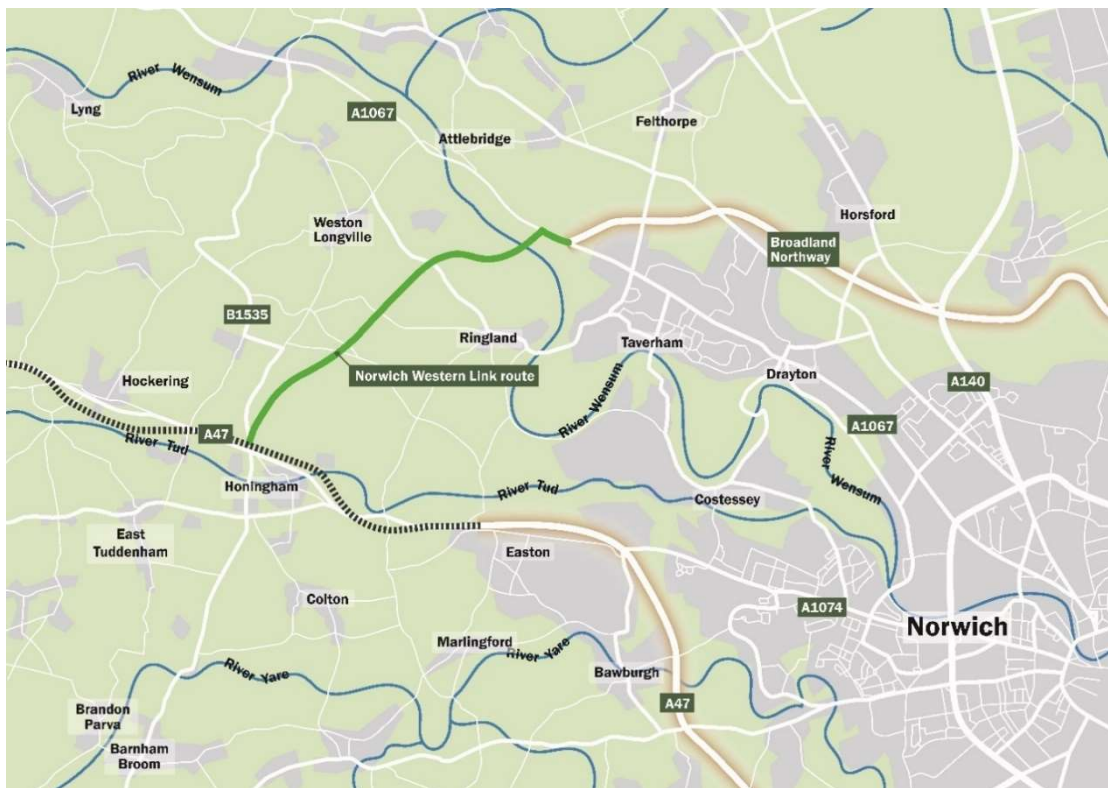 River Wensum
Lyng
A1067
Attlebridge
Felthorpe
Weston
Longville
Horsford
Broadland
Northway
B1535
Ringland
Taverham
Norwich Western Link route
Hockering
Drayton
A140
River Wensum
A47
River Tud
A1067
River Wensum
Honingham
River Tud
Costessey
East
Tuddenham
Easton
Colton
A1074
Norwich
Marlingford
River Yare
River Yare
Bawburgh
A47
Brandon
Parva
Barnham
Broom